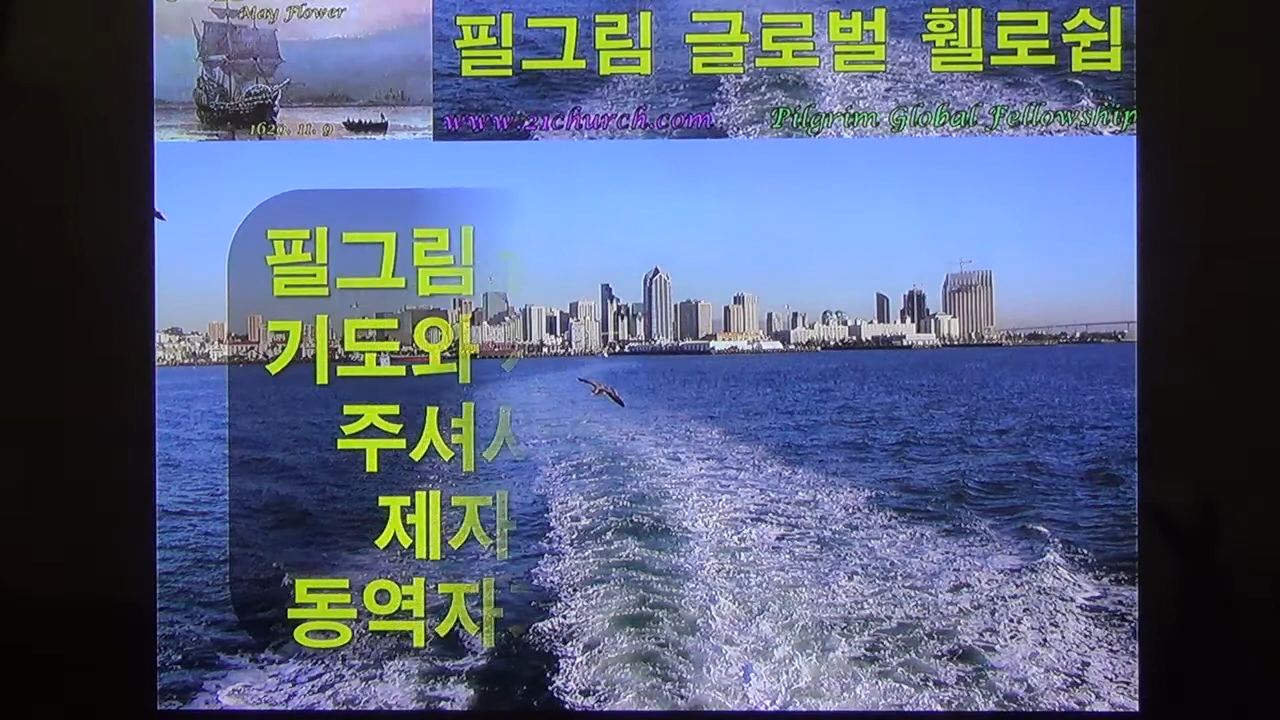 May Flower
1620. 11. 9
필그림 글로벌 휄로쉽
www.21church.com
Pilgrim Global Fellowship
필그림
기도와
주셔
제자
동역자